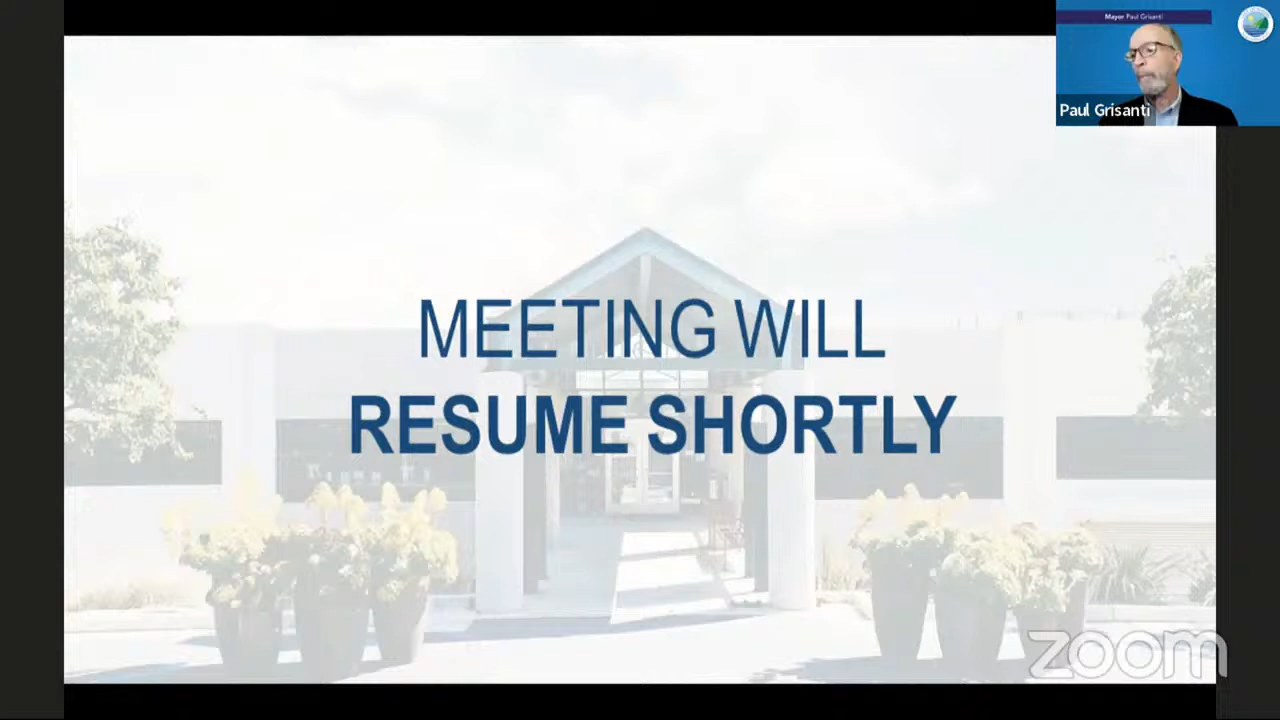 Mayor Paul Grisanti
Paul Grisanti
MEETING WILL
RESUME SHORTLY
zoom